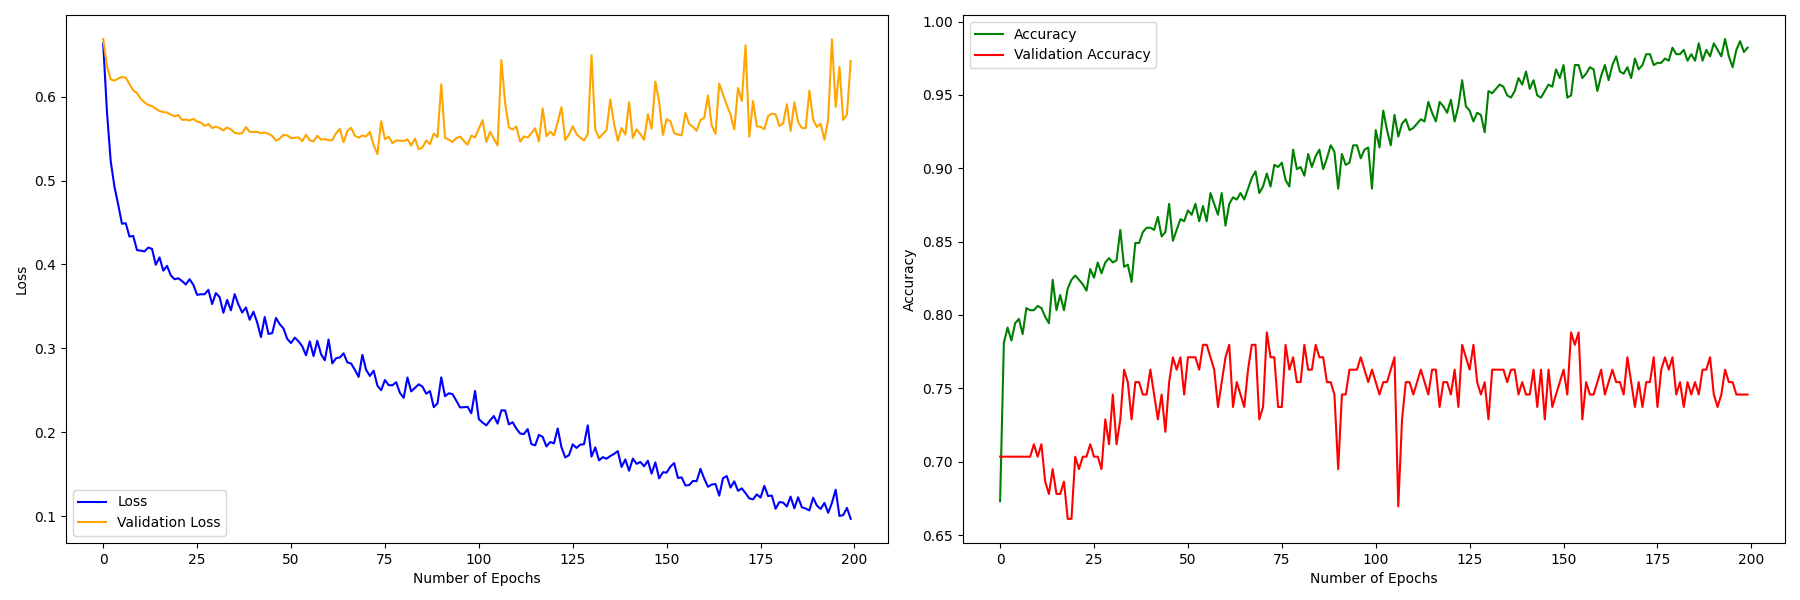 0.6
0.5
0.4
0.3
0.2
0.1
Loss
Loss
Validation Loss
0 25 50 75 100 125 150 175 200
Number of Epochs
1.00
0.95
0.90
0.85
0.80
0.75
0.70
0.65
Accuracy
Accuracy
Validation Accuracy
0 25 50 75 100 125 150 175 200
Number of Epochs